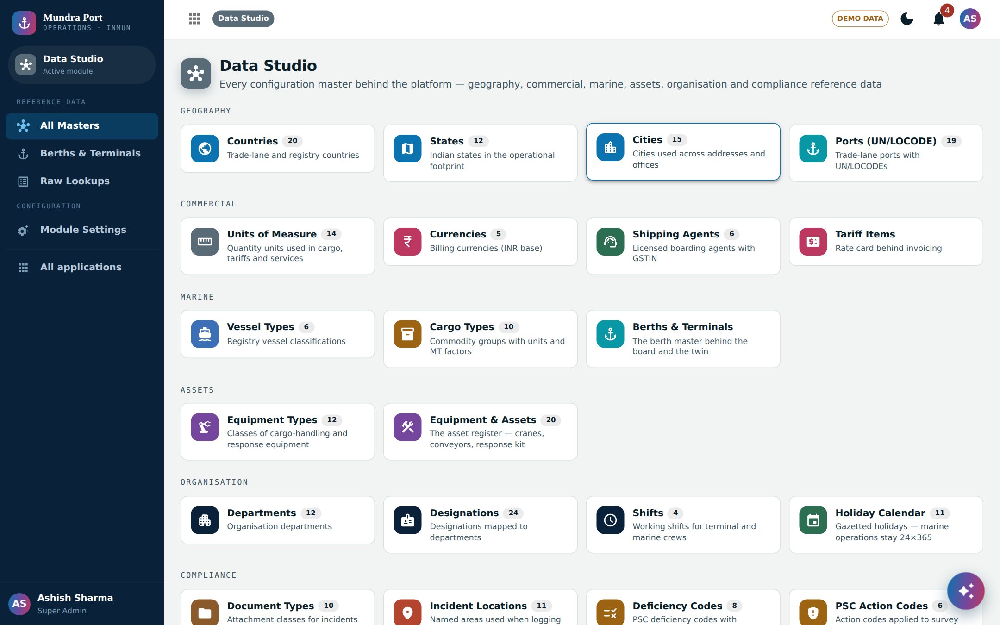 Mundra Port
OPERATIONS · INMUN
Data Studio
Active module
REFERENCE DATA
All Masters
Berths & Terminals
Raw Lookups
CONFIGURATION
Module Settings
All applications
Ashish Sharma
AS
Super Admin
Data Studio
DEMO DATA
4
AS
Data Studio
Every configuration master behind the platform — geography, commercial, marine, assets, organisation and compliance reference data
GEOGRAPHY
Countries 20
Trade-lane and registry countries
States 12
Indian states in the operational
footprint
Cities 15
Cities used across addresses and
offices
Ports (UN/LOCODE) 19
Trade-lane ports with
UN/LOCODEs
COMMERCIAL
Units of Measure 14
Quantity units used in cargo,
tariffs and services
Currencies 5
Billing currencies (INR base)
Shipping Agents 6
Licensed boarding agents with
GSTIN
Tariff Items
Rate card behind invoicing
MARINE
Vessel Types 6
Registry vessel classifications
Cargo Types 10
Commodity groups with units and
MT factors
Berths & Terminals
The berth master behind the
board and the twin
ASSETS
Equipment Types 12
Classes of cargo-handling and
response equipment
Equipment & Assets 20
The asset register — cranes,
conveyors, response kit
ORGANISATION
Departments 12
Organisation departments
Designations 24
Designations mapped to
departments
Shifts 4
Working shifts for terminal and
marine crews
Holiday Calendar 11
Gazetted holidays — marine
operations stay 24×365
COMPLIANCE
Document Types 10
Attachment classes for incidents
Incident Locations 11
Named areas used when logging
Deficiency Codes 8
PSC deficiency codes with
PSC Action Codes 6
Action codes applied to survey